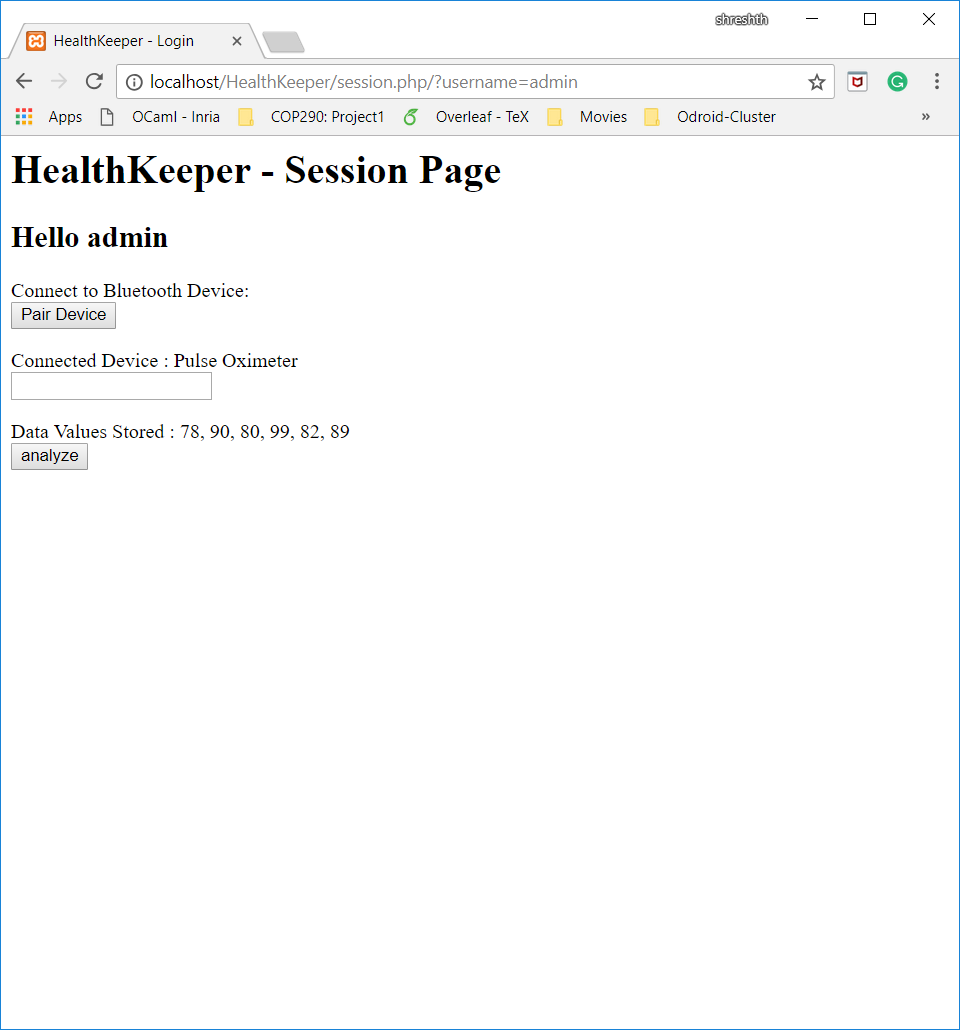 shreshth
HealthKeeper - Login
localhost/HealthKeeper/session.php/?username=admin
Apps OCaml - Inria COP290: Project1 Overleaf - TeX Movies Odroid-Cluster »
HealthKeeper - Session Page
Hello admin
Connect to Bluetooth Device:
Pair Device
Connected Device : Pulse Oximeter
Data Values Stored : 78, 90, 80, 99, 82, 89
analyze